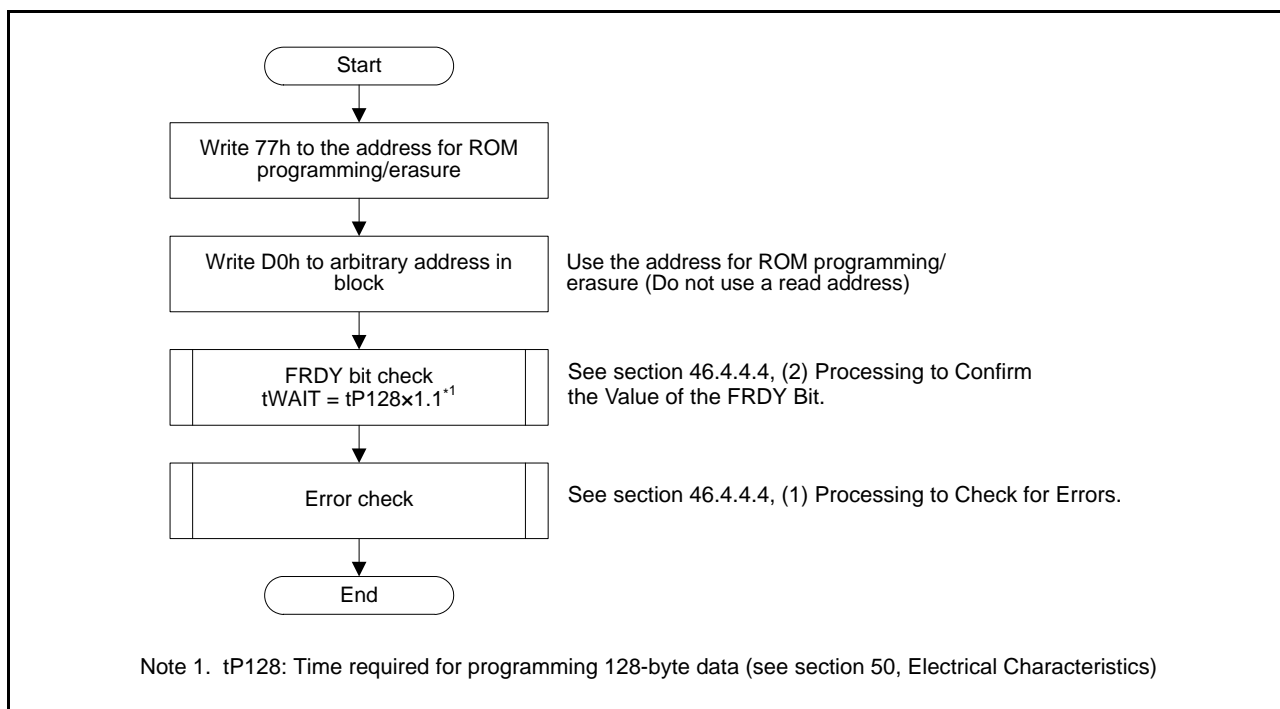 Start
Write 77h to the address for ROM
programming/erasure
Write D0h to arbitrary address in
block
Use the address for ROM programming/
erasure (Do not use a read address)
FRDY bit check
tWAIT = tP128×1.1*1
See section 46.4.4.4, (2) Processing to Confirm
the Value of the FRDY Bit.
Error check
See section 46.4.4.4, (1) Processing to Check for Errors.
End
Note 1. tP128: Time required for programming 128-byte data (see section 50, Electrical Characteristics)